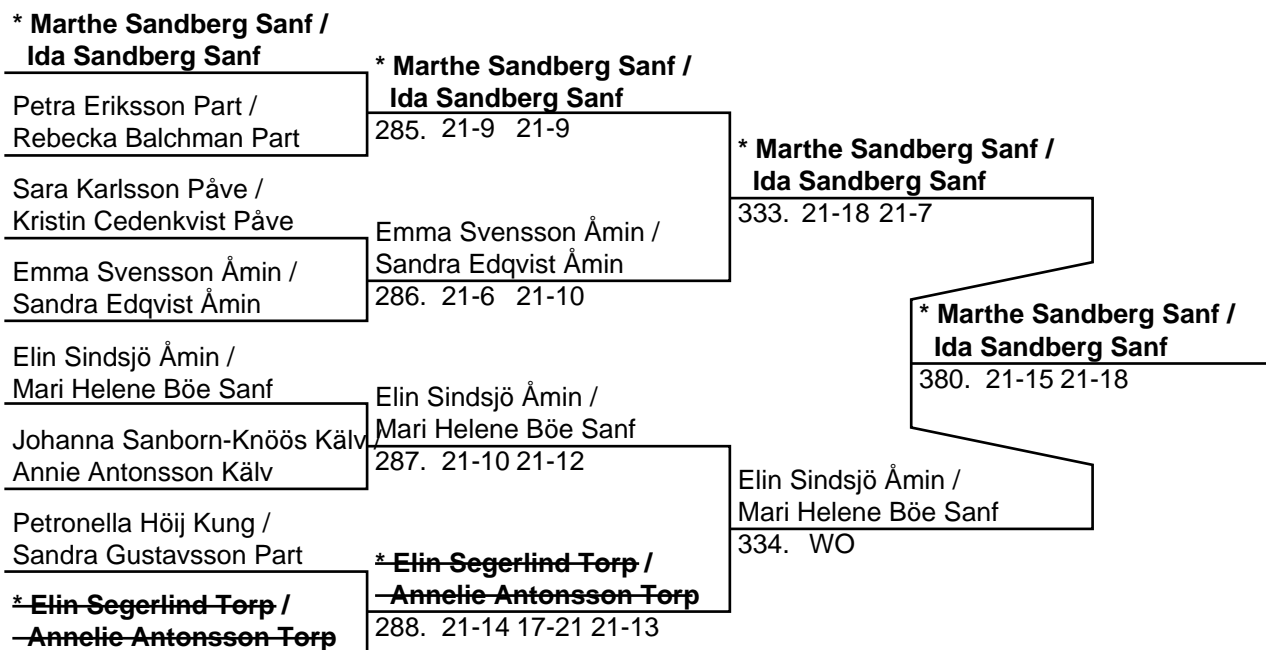 * Marthe Sandberg Sanf /
Ida Sandberg Sanf
Petra Eriksson Part /
Rebecka Balchman Part
Sara Karlsson Påve /
Kristin Cedenkvist Påve
Emma Svensson Åmin /
Sandra Edqvist Åmin
Elin Sindsjö Åmin /
Mari Helene Böe Sanf
Johanna Sanborn-Knöös Kälv /
Annie Antonsson Kälv
Petronella Höij Kung /
Sandra Gustavsson Part
* Elin Segerlind Torp /
Annelie Antonsson Torp
* Marthe Sandberg Sanf /
Ida Sandberg Sanf
285. 21-9 21-9
Emma Svensson Åmin /
Sandra Edqvist Åmin
286. 21-6 21-10
Elin Sindsjö Åmin /
Mari Helene Böe Sanf
287. 21-10 21-12
* Elin Segerlind Torp /
Annelie Antonsson Torp
288. 21-14 17-21 21-13
* Marthe Sandberg Sanf /
Ida Sandberg Sanf
333. 21-18 21-7
Elin Sindsjö Åmin /
Mari Helene Böe Sanf
334. WO
* Marthe Sandberg Sanf /
Ida Sandberg Sanf
380. 21-15 21-18